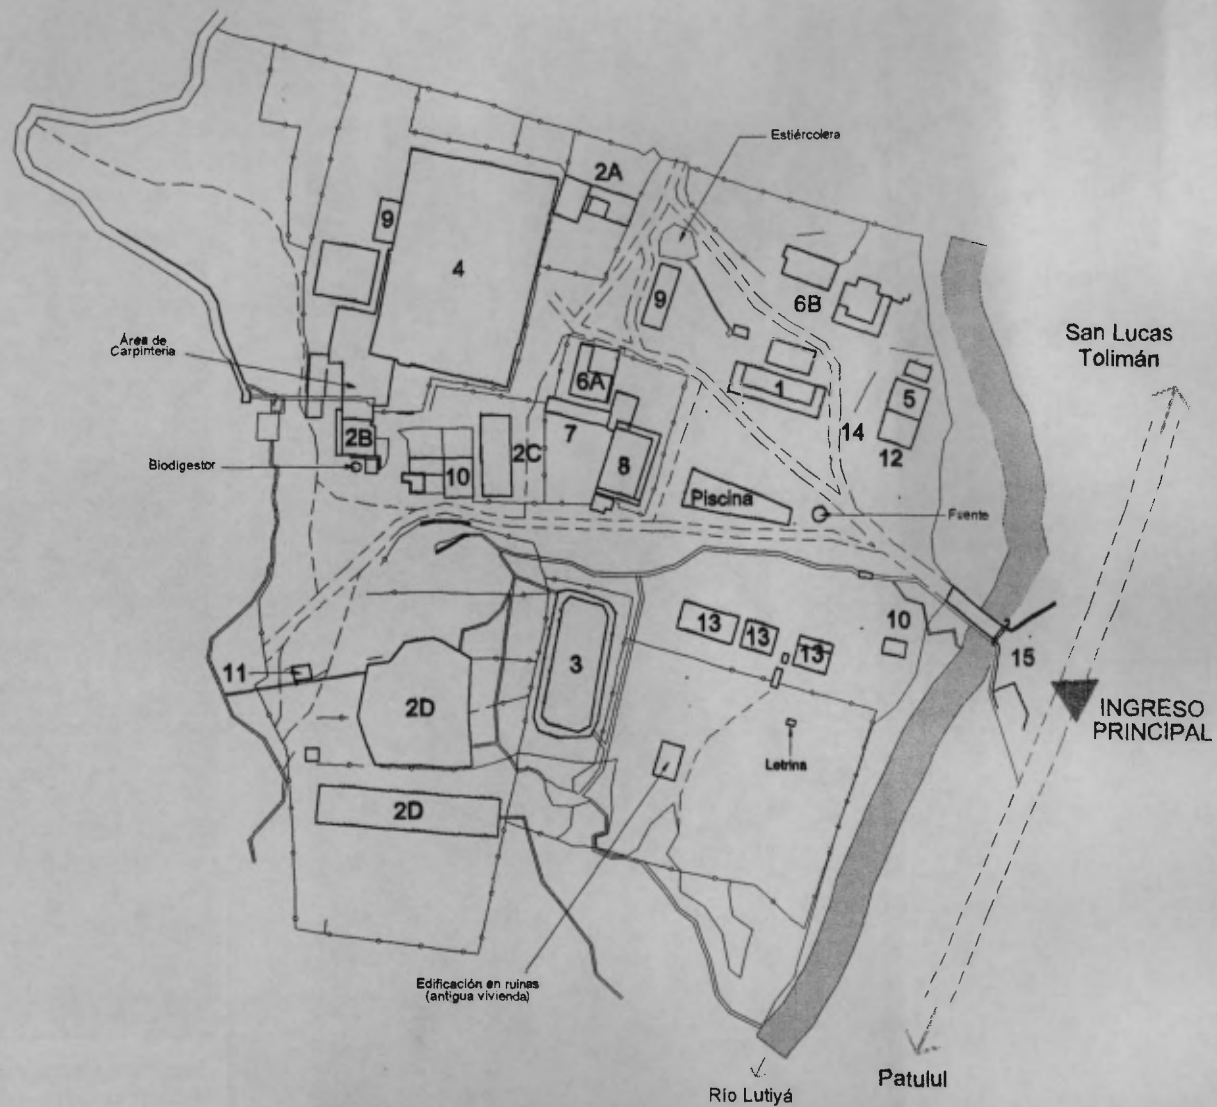 Estiércolera
2A
9
4
9
6B
San Lucas
Tolimán
Área de
Carpintería
6A
1
5
7
14
12
2B
2C
8
Biodigestor
10
Piscina
Fuente
13
13
13
10
15
11
3
2D
INGRESO
PRINCIPAL
Letrina
2D
Edificación en ruinas
(antigua vivienda)
Patulul
Río Lutiyá